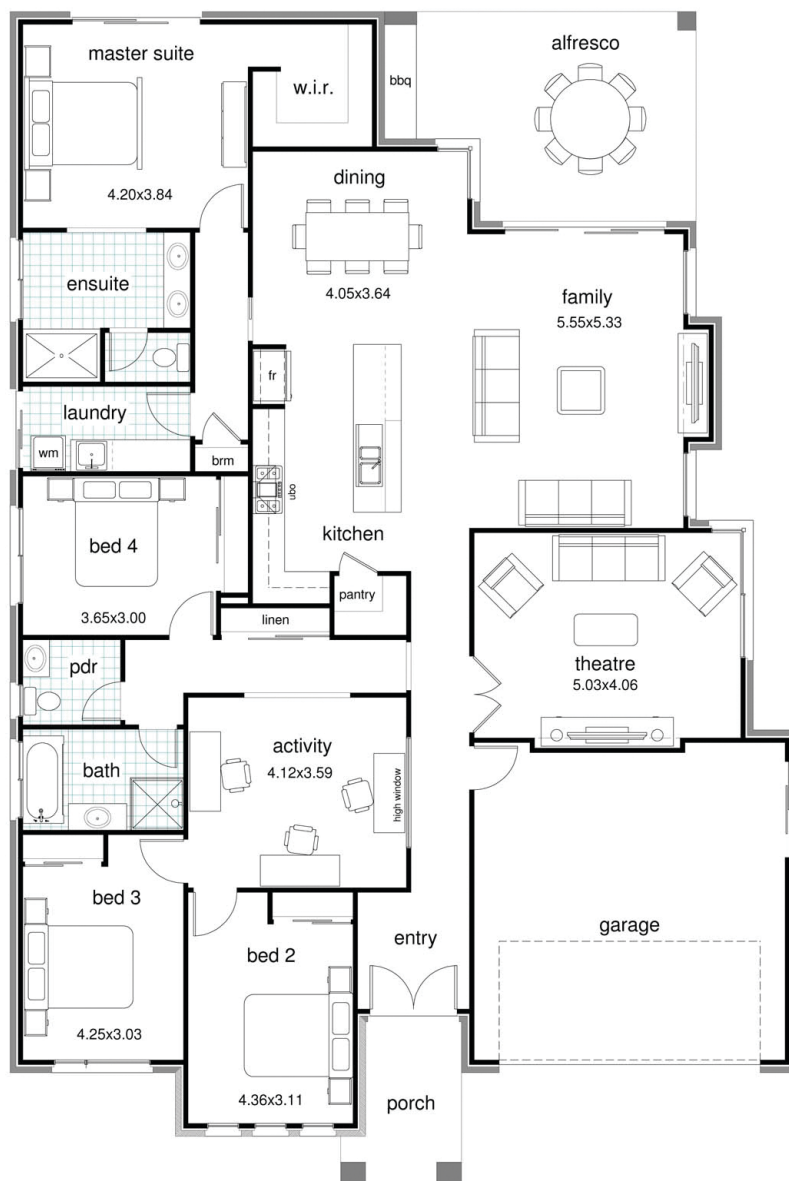 master suite
w.i.r.
bbq
alfresco
4.20x3.84
dining
4.05x3.64
ensuite
family
5.55x5.33
fr
laundry
wm
brm
ubo
kitchen
bed 4
3.65x3.00
pantry
linen
theatre
5.03x4.06
pdr
activity
4.12x3.59
high window
bath
bed 3
4.25x3.03
bed 2
4.36x3.11
entry
garage
porch